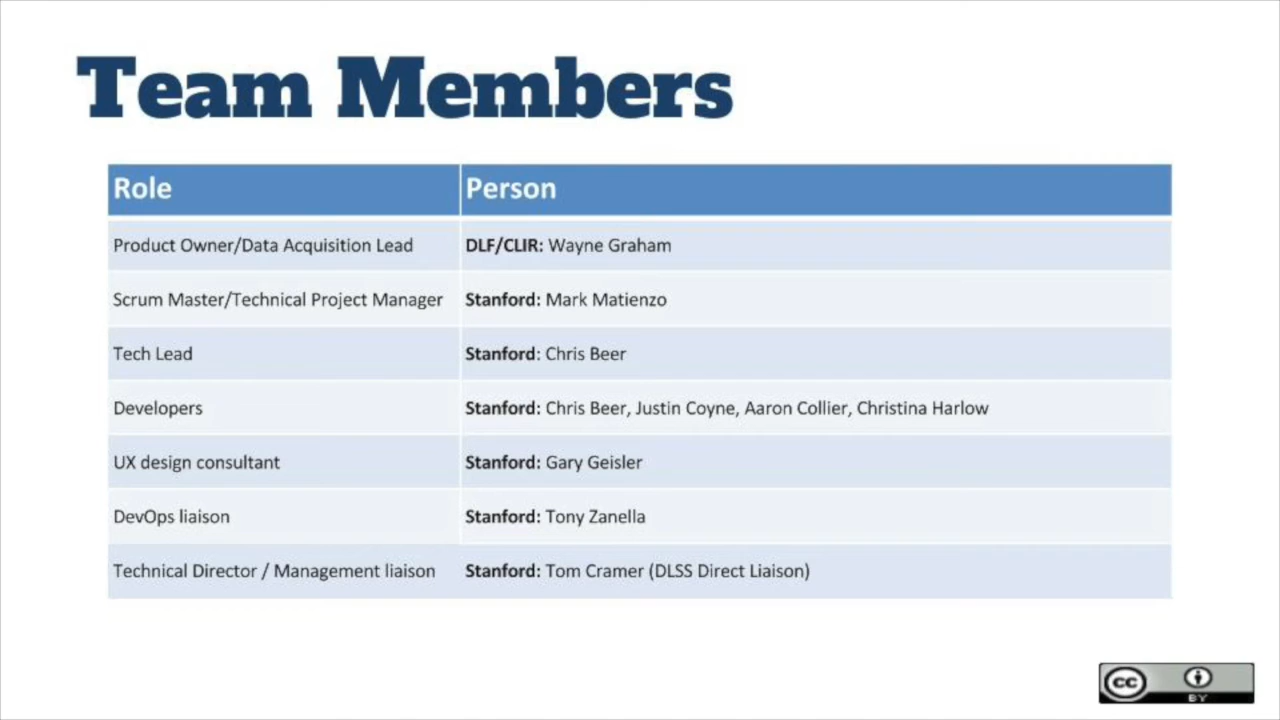 Team Members
Role Person
Product Owner/Data Acquisition Lead DLF/CLIR: Wayne Graham
Scrum Master/Technical Project Manager Stanford: Mark Matienzo
Tech Lead Stanford: Chris Beer
Developers Stanford: Chris Beer, Justin Coyne, Aaron Collier, Christina Harlow
UX design consultant Stanford: Gary Geisler
DevOps liaison Stanford: Tony Zanella
Technical Director / Management liaison Stanford: Tom Cramer (DLSS Direct Liaison)
cc
BY